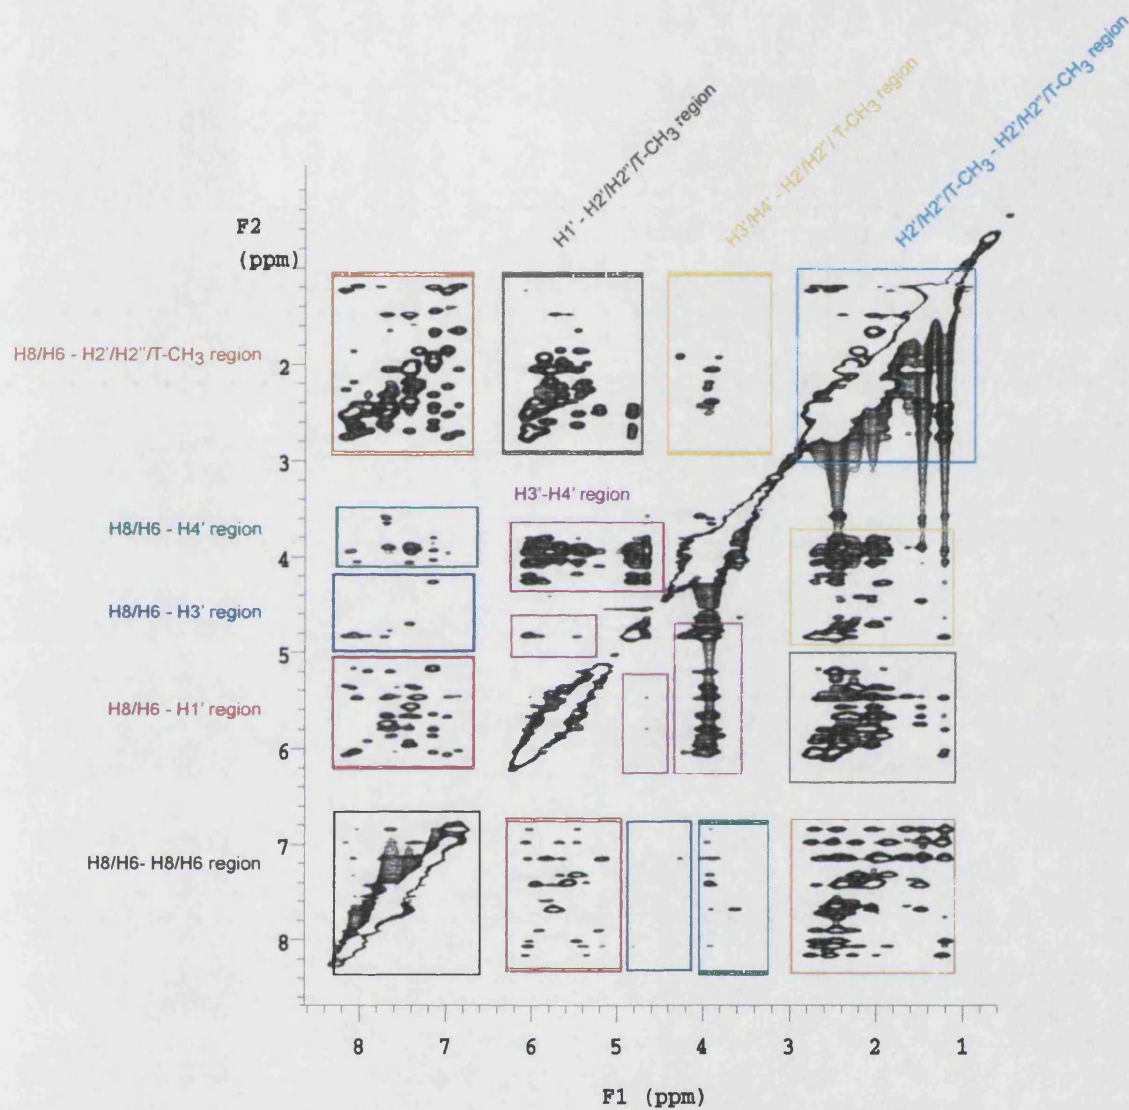 H1' - H2'/H2''/T-CH3 region
H3'/H4' - H2'/H2''/ T-CH3 region
H2'/H2''/T-CH3 - H2'/H2''/T-CH3 region
F2
(ppm)
H8/H6 - H2'/H2''/T-CH3 region
2
3
H3'-H4' region
H8/H6 - H4' region
4
H8/H6 - H3' region
5
H8/H6 - H1' region
6
7
H8/H6- H8/H6 region
8
8 7 6 5 4 3 2 1
F1 (ppm)